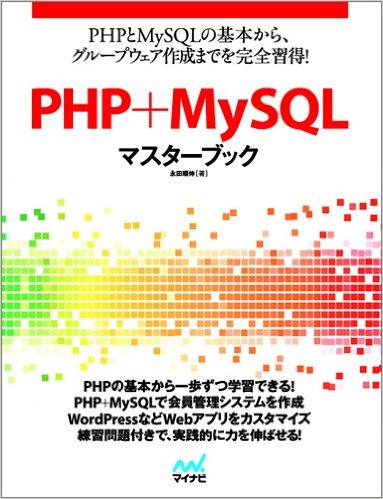 PHPとMySQLの基本から、
グループウェア作成までを完全習得!
PHP+MySQL
マスターブック
永田順伸[著]
PHPの基本から一歩ずつ学習できる!
PHP+MySQLで会員管理システムを作成
WordPressなどWebアプリをカスタマイズ
練習問題付きで、実践的に力を伸ばせる!
マイナビ